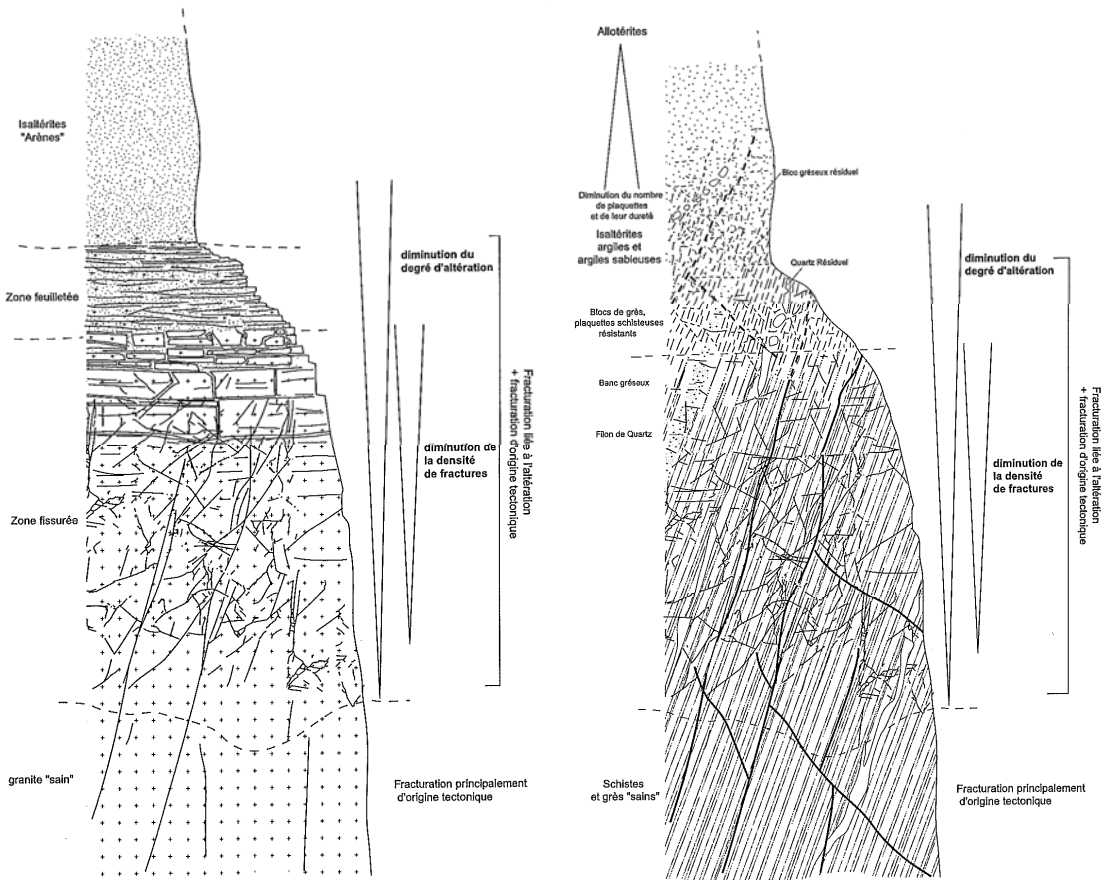 Isaltérites
"Arènes"
Zone feuilletée
Zone fissurée
granite "sain"
diminution du
degré d'altération
diminution de
la densité
de fractures
Fracturation liée à l'altération
+ fracturation d'origine tectonique
Fracturation principalement
d'origine tectonique
Allotérites
Diminution du nombre
de plaquettes
et de leur dureté
Isaltérites
argiles et
argiles sableuses
Blocs de grès,
plaquettes schisteuses
résistants
Banc gréseux
Filon de Quartz
Schistes
et grès "sains"
Bloc gréseux résiduel
Quartz Résiduel
diminution du
degré d'altération
diminution de
la densité
de fractures
Fracturation liée à l'altération
+ fracturation d'origine tectonique
Fracturation principalement
d'origine tectonique